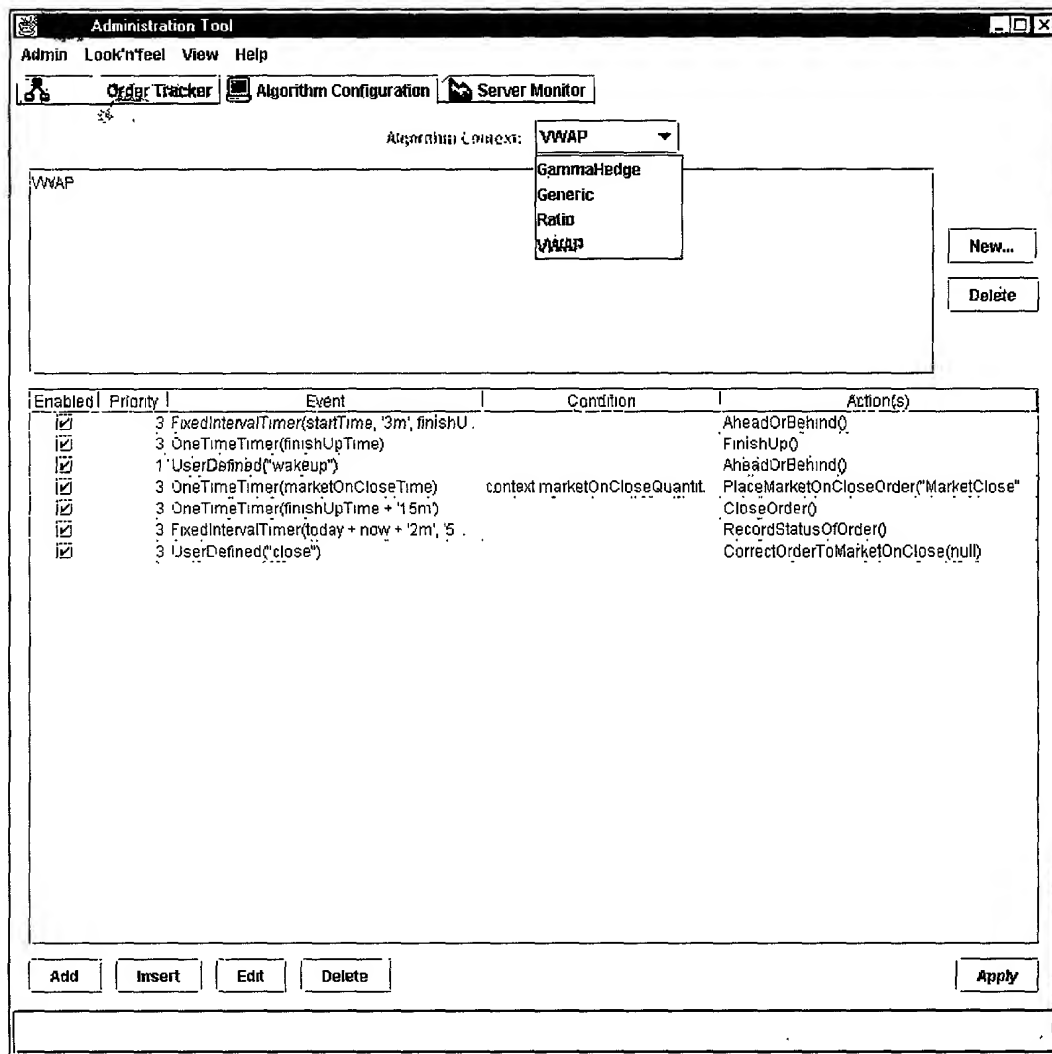 Administration Tool
Admin Look'n'feel View Help
Order Tracker Algorithm Configuration Server Monitor
Algorithm Context: VWAP
GammaHedge
Generic
Ratio
VWAP
VWAP
New...
Delete
Enabled Priority Event Condition Action(s)
3 FixedIntervalTimer(startTime, '3m', finishU . AheadOrBehind()
3 OneTimeTimer(finishUpTime) FinishUp()
1 UserDefined("wakeup") AheadOrBehind()
3 OneTimeTimer(marketOnCloseTime) context marketOnCloseQuantit. PlaceMarketOnCloseOrder("MarketClose"
3 OneTimeTimer(finishUpTime + '15m') CloseOrder()
3 FixedIntervalTimer(today + now + '2m', '5 . RecordStatusOfOrder()
3 UserDefined("close") CorrectOrderToMarketOnClose(null)
Add Insert Edit Delete Apply